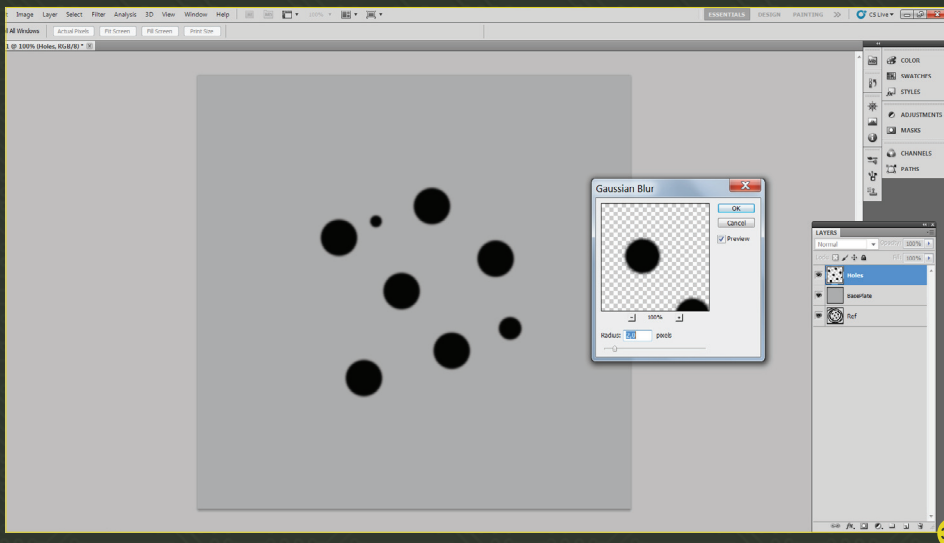 Image Layer Select Filter Analysis 3D View Window Help
ESSENTIALS DESIGN PAINTING CS Live
All Windows Actual Pixels Fit Screen Fill Screen Print Size
1 @ 100% (Holes, RGB/8) *
COLOR
SWATCHES
STYLES
ADJUSTMENTS
MASKS
CHANNELS
PATHS
Gaussian Blur
OK
Cancel
Preview
100%
Radius: pixels
LAYERS
Normal Opacity: 100%
Fill: 100%
Holes
BasePlate
Ref